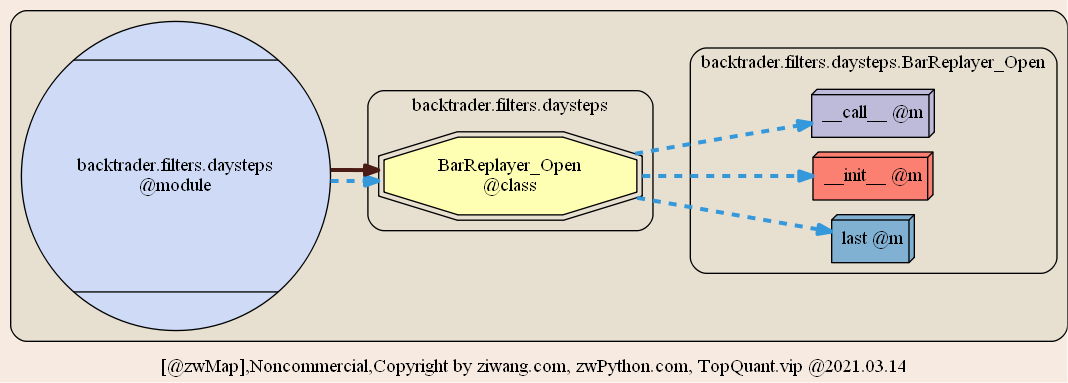 backtrader.filters.daysteps
@module
backtrader.filters.daysteps
BarReplayer_Open
@class
backtrader.filters.daysteps.BarReplayer_Open
__call__ @m
__init__ @m
last @m
[@zwMap],Noncommercial,Copyright by ziwang.com, zwPython.com, TopQuant.vip @2021.03.14